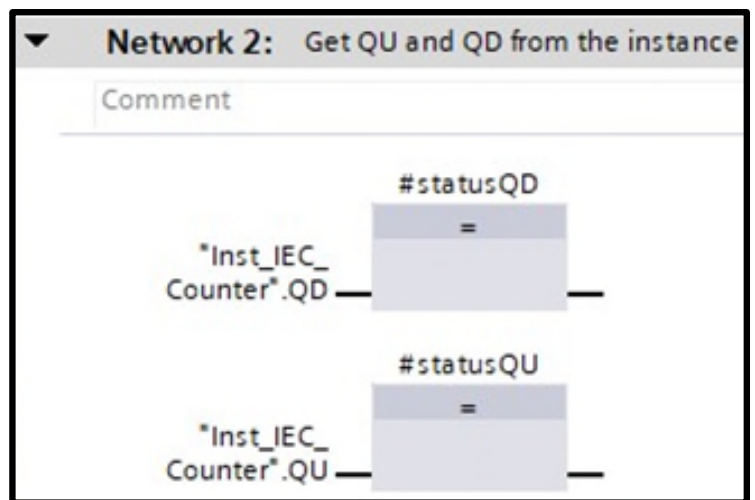 Network 2: Get QU and QD from the instance
Comment
#statusQD
=
"Inst_IEC_
Counter".QD
#statusQU
=
"Inst_IEC_
Counter".QU